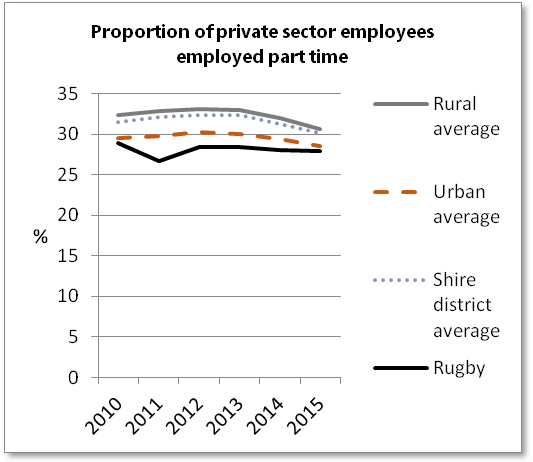 Proportion of private sector employees
employed part time
35
30
25
20
15
10
5
0
%
2010
2011
2012
2013
2014
2015
Rural
average
Urban
average
Shire
district
average
Rugby